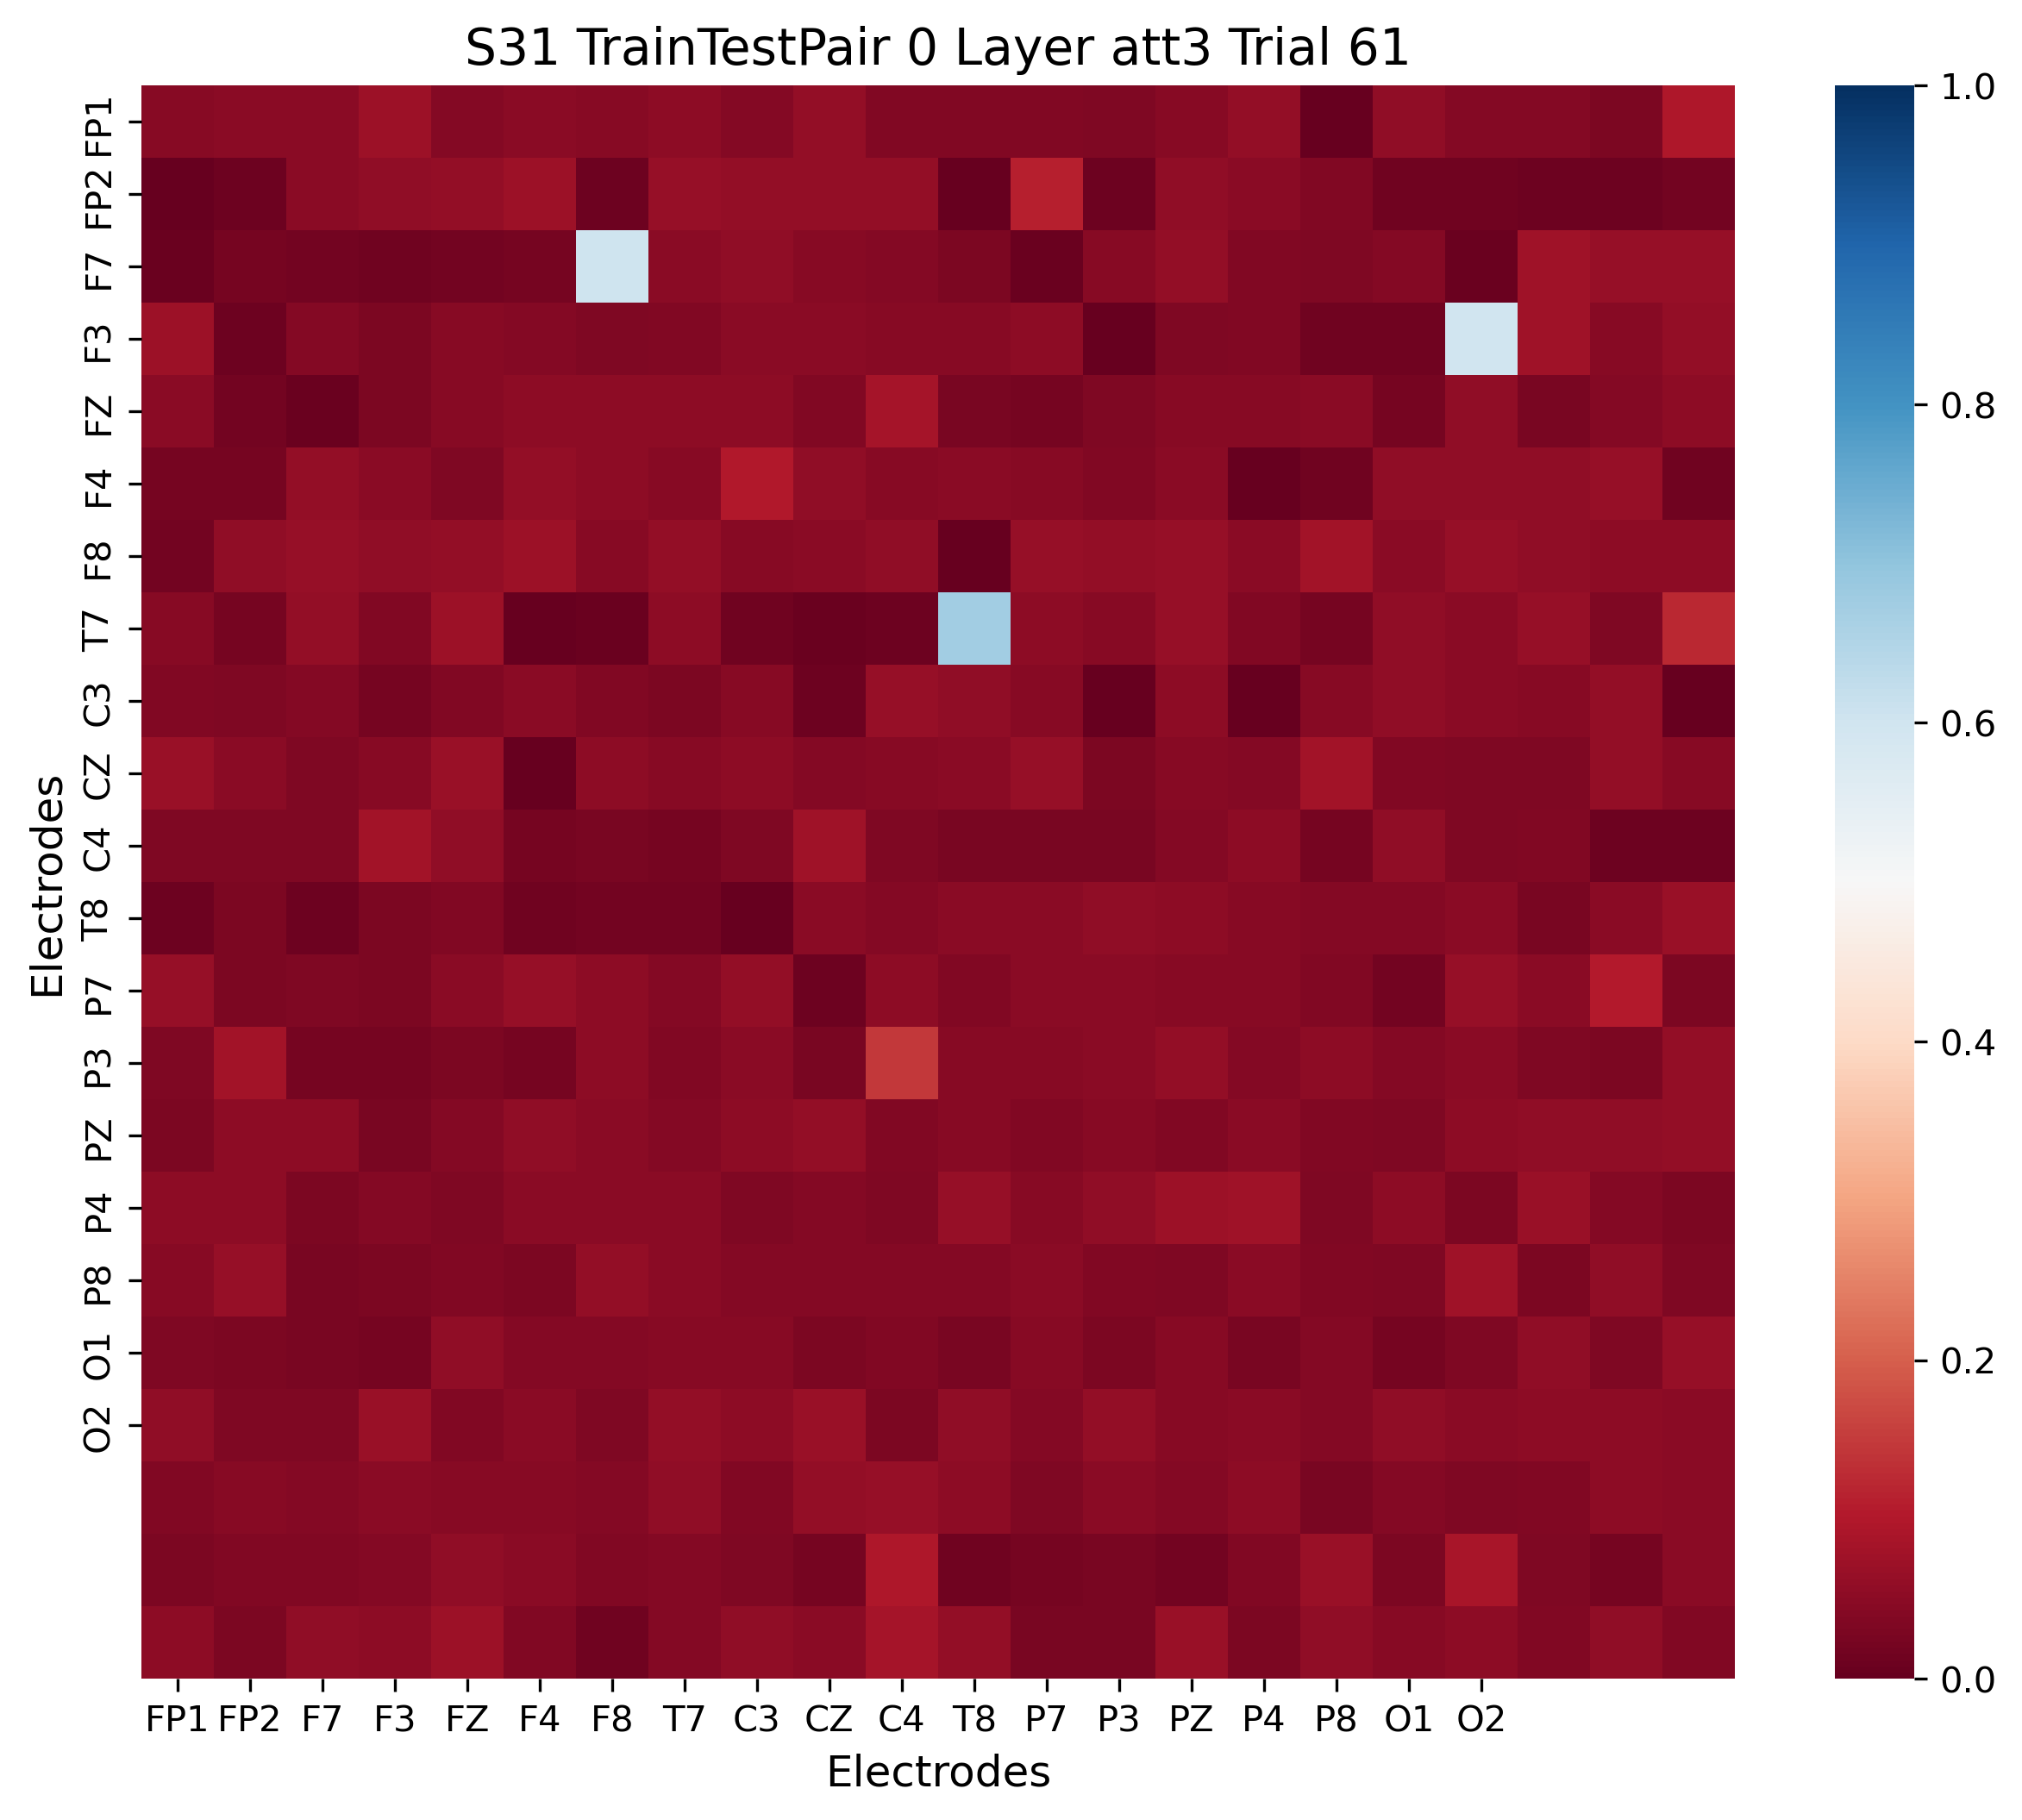 S31 TrainTestPair 0 Layer att3 Trial 61
Electrodes
FP1
FP2
F7
F3
FZ
F4
F8
T7
C3
CZ
C4
T8
P7
P3
PZ
P4
P8
O1
O2
FP1 FP2 F7 F3 FZ F4 F8 T7 C3 CZ C4 T8 P7 P3 PZ P4 P8 O1 O2
Electrodes
1.0
0.8
0.6
0.4
0.2
0.0